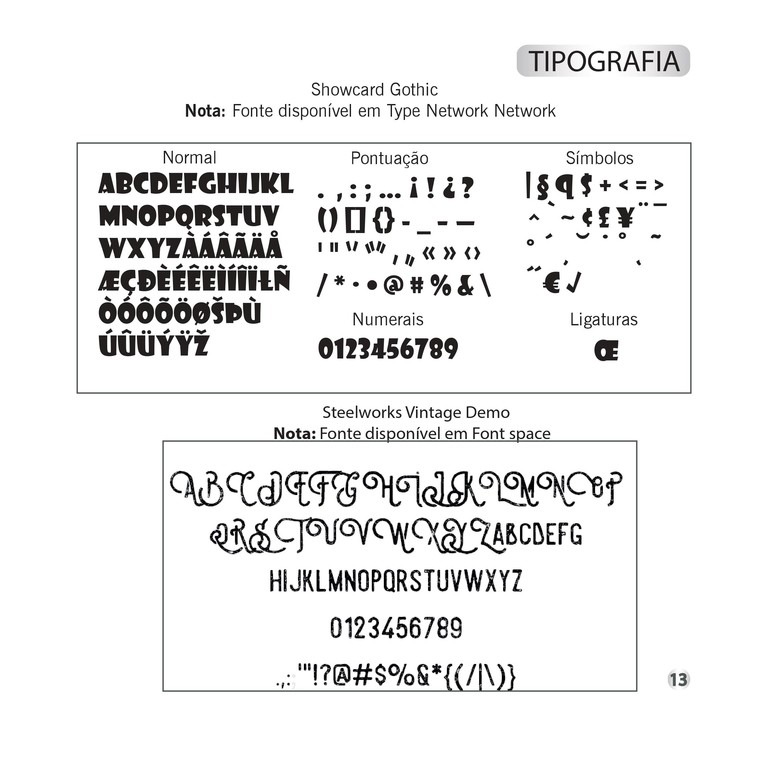 TIPOGRAFIA
Showcard Gothic
Nota: Fonte disponível em Type Network Network
Normal
ABCDEFGHIJKL
MNOPQRSTUV
WXYZÀÁÂÃÄÅ
ÆÇÐÈÉÊËÌÍÎÏŁÑ
ÒÓÔÕÖØŠÞÙ
ÚÛÜÝŸŽ
Pontuação
. , : ; ... ¡ ! ¿ ?
() [] {} - _ - —
' " ‘’ “” ‚ „ « » ‹›
/ * · • @ # % & \
Numerais
0123456789
Símbolos
| § ¶ $ + < = >
^ ` ~ ¢ £ ¥ ¨ ¯
° ´ ˘ ˙ ˚ ˜
˝ € √ ˛
Ligaturas
Œ
Steelworks Vintage Demo
Nota: Fonte disponível em Font space
ABCDEFGHIJKLMNOP
QRSTUVWXYZABCDEFG
HIJKLMNOPQRSTUVWXYZ
0123456789
.,:;'"!?@#$%&*{(/|\)}
13